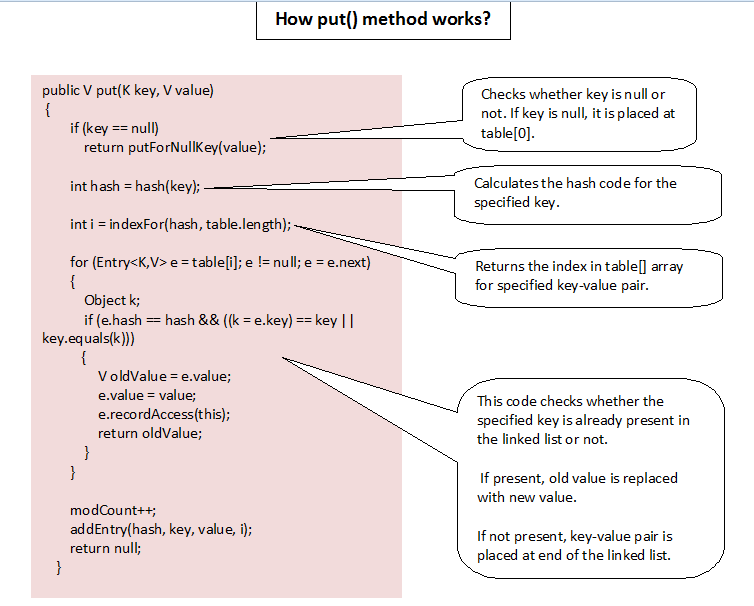 How put() method works?
public V put(K key, V value)
{
if (key == null)
return putForNullKey(value);
int hash = hash(key);
int i = indexFor(hash, table.length);
for (Entry<K,V> e = table[i]; e != null; e = e.next)
{
Object k;
if (e.hash == hash && ((k = e.key) == key ||
key.equals(k)))
{
V oldValue = e.value;
e.value = value;
e.recordAccess(this);
return oldValue;
}
}
modCount++;
addEntry(hash, key, value, i);
return null;
}
Checks whether key is null or
not. If key is null, it is placed at
table[0].
Calculates the hash code for the
specified key.
Returns the index in table[] array
for specified key-value pair.
This code checks whether the
specified key is already present in
the linked list or not.
If present, old value is replaced
with new value.
If not present, key-value pair is
placed at end of the linked list.